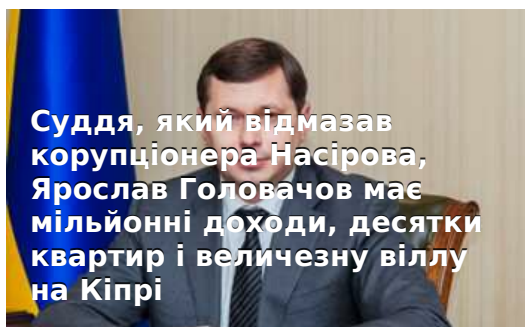 Суддя, який відмазав
корупціонера Насірова,
Ярослав Головачов має
мільйонні доходи, десятки
квартир і величезну віллу
на Кіпрі